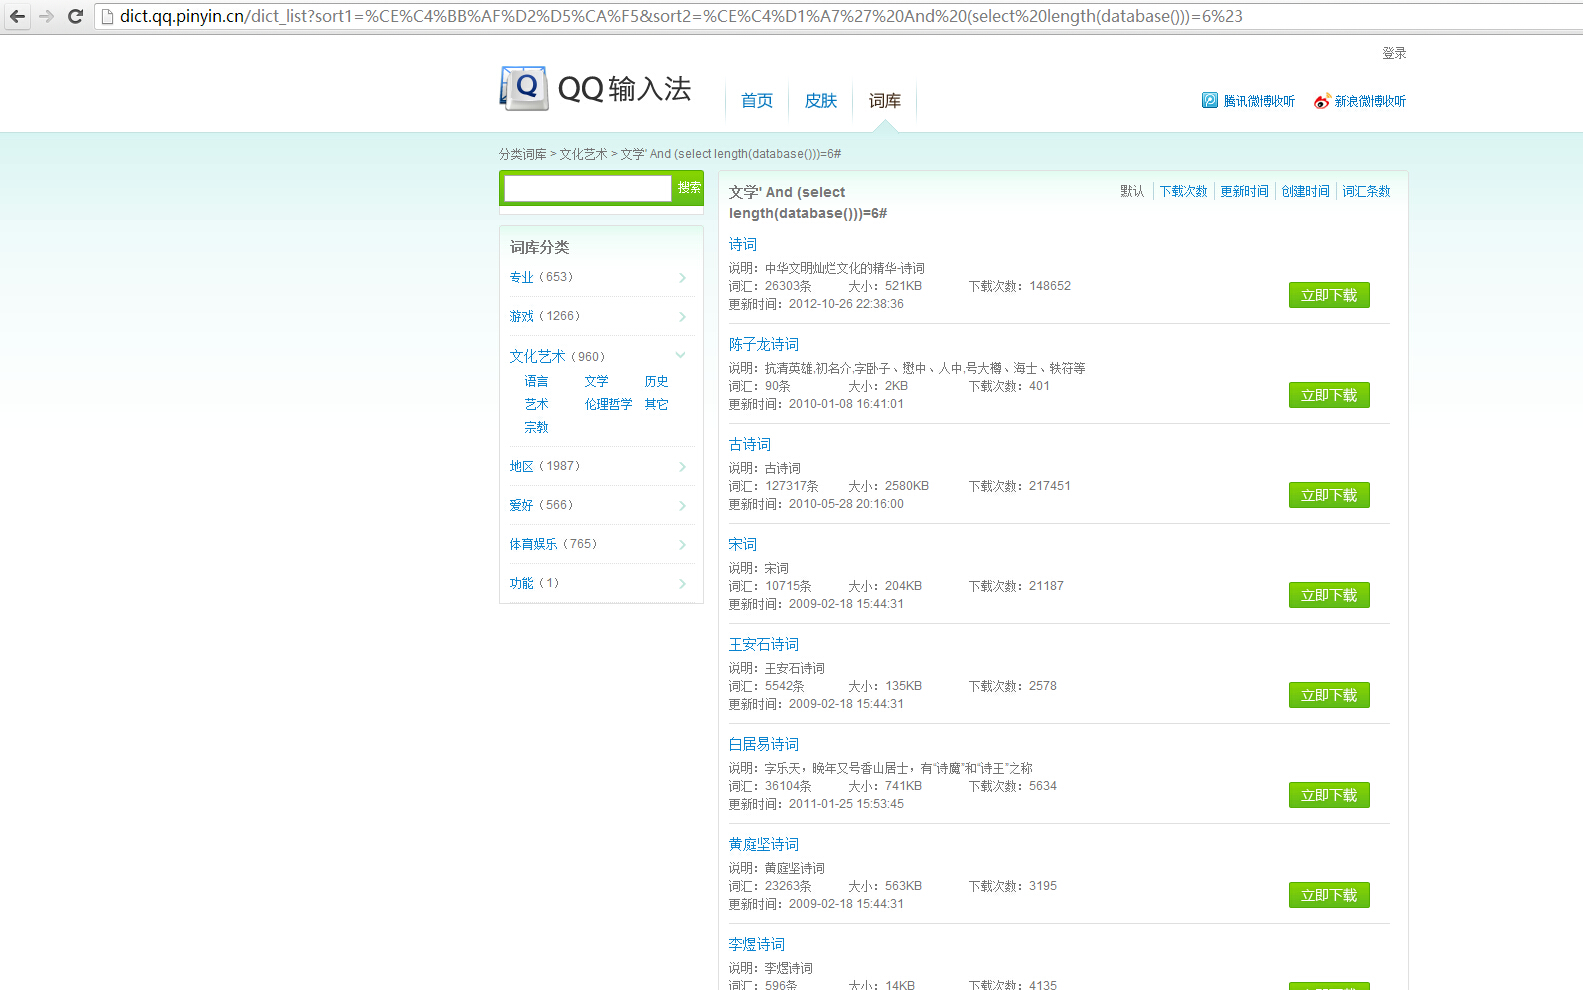 dict.qq.pinyin.cn/dict_list?sort1=%CE%C4%BB%AF%D2%D5%CA%F5&sort2=%CE%C4%D1%A7%27%20And%20(select%20length(database()))=6%23
登录
Q QQ输入法
首页 皮肤 词库
腾讯微博收听 新浪微博收听
分类词库 > 文化艺术 > 文学' And (select length(database()))=6#
搜索
词库分类
专业（653）
游戏（1266）
文化艺术（960）
语言 文学 历史
艺术 伦理哲学 其它
宗教
地区（1987）
爱好（566）
体育娱乐（765）
功能（1）
文学' And (select
length(database()))=6#
默认 下载次数 更新时间 创建时间 词汇条数
诗词
说明：中华文明灿烂文化的精华-诗词
词汇：26303条 大小：521KB 下载次数：148652
更新时间：2012-10-26 22:38:36
立即下载
陈子龙诗词
说明：抗清英雄,初名介,字卧子、懋中、人中,号大樽、海士、轶符等
词汇：90条 大小：2KB 下载次数：401
更新时间：2010-01-08 16:41:01
立即下载
古诗词
说明：古诗词
词汇：127317条 大小：2580KB 下载次数：217451
更新时间：2010-05-28 20:16:00
立即下载
宋词
说明：宋词
词汇：10715条 大小：204KB 下载次数：21187
更新时间：2009-02-18 15:44:31
立即下载
王安石诗词
说明：王安石诗词
词汇：5542条 大小：135KB 下载次数：2578
更新时间：2009-02-18 15:44:31
立即下载
白居易诗词
说明：字乐天，晚年又号香山居士，有“诗魔”和“诗王”之称
词汇：36104条 大小：741KB 下载次数：5634
更新时间：2011-01-25 15:53:45
立即下载
黄庭坚诗词
说明：黄庭坚诗词
词汇：23263条 大小：563KB 下载次数：3195
更新时间：2009-02-18 15:44:31
立即下载
李煜诗词
说明：李煜诗词
词汇：596条 大小：14KB 下载次数：4135